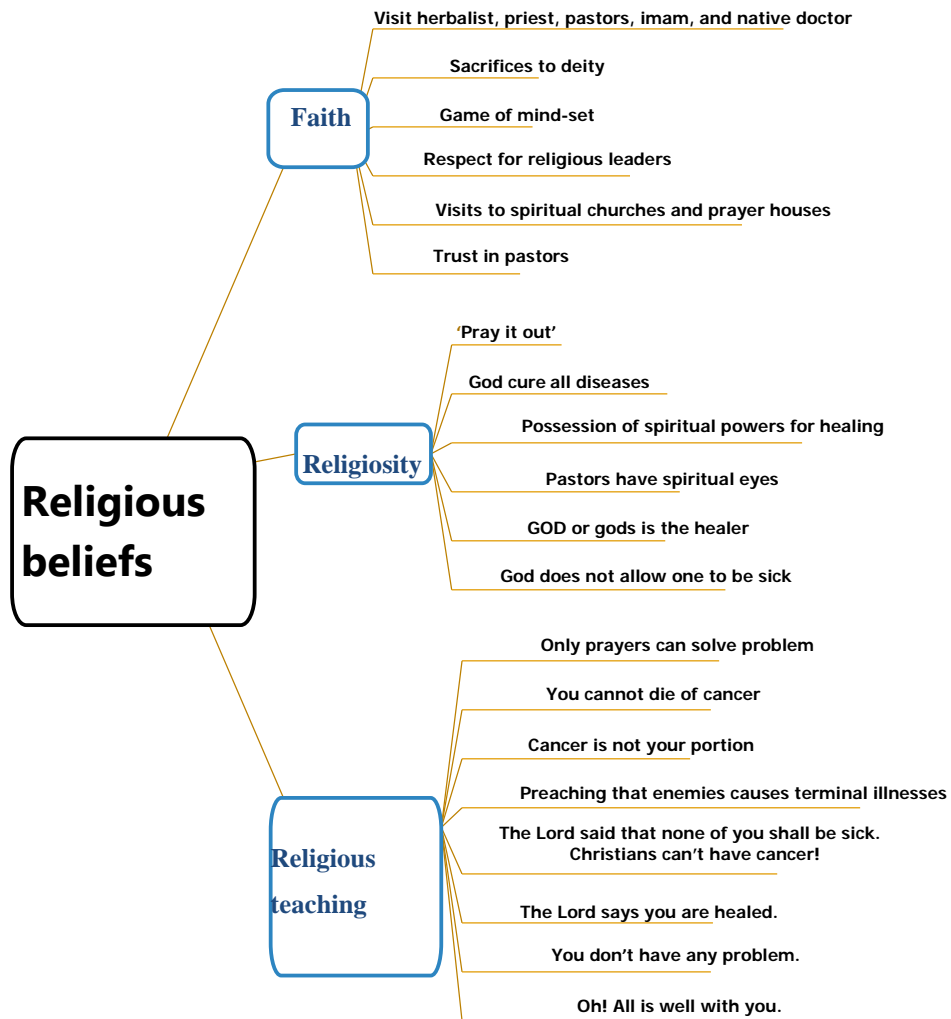 Visit herbalist, priest, pastors, imam, and native doctor
Sacrifices to deity
Faith
Game of mind-set
Respect for religious leaders
Visits to spiritual churches and prayer houses
Trust in pastors
‘Pray it out’
God cure all diseases
Possession of spiritual powers for healing
Religiosity
Pastors have spiritual eyes
GOD or gods is the healer
God does not allow one to be sick
Religious
beliefs
Only prayers can solve problem
You cannot die of cancer
Cancer is not your portion
Preaching that enemies causes terminal illnesses
The Lord said that none of you shall be sick.
Christians can’t have cancer!
Religious
teaching
The Lord says you are healed.
You don’t have any problem.
Oh! All is well with you.